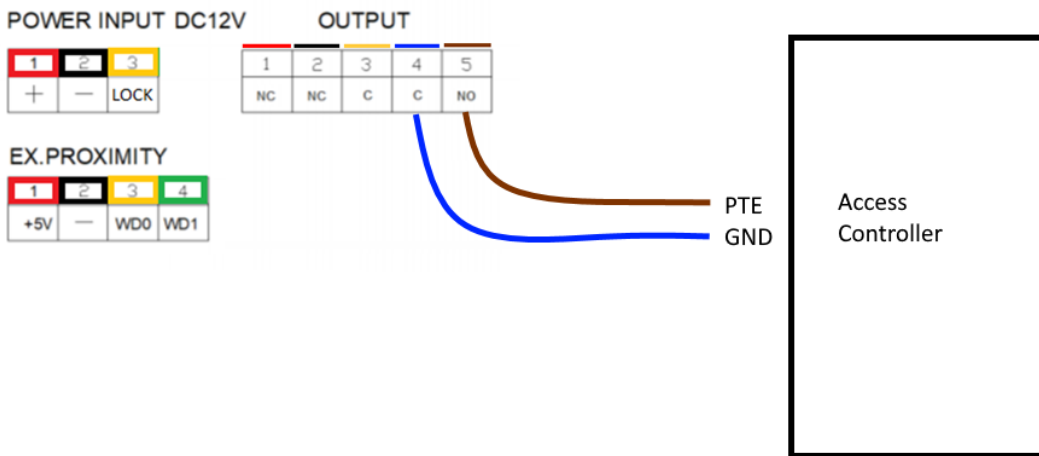 POWER INPUT DC12V
1 2 3
+ — LOCK
OUTPUT
1 2 3 4 5
NC NC C C NO
EX.PROXIMITY
1 2 3 4
+5V — WD0 WD1
PTE
GND
Access
Controller